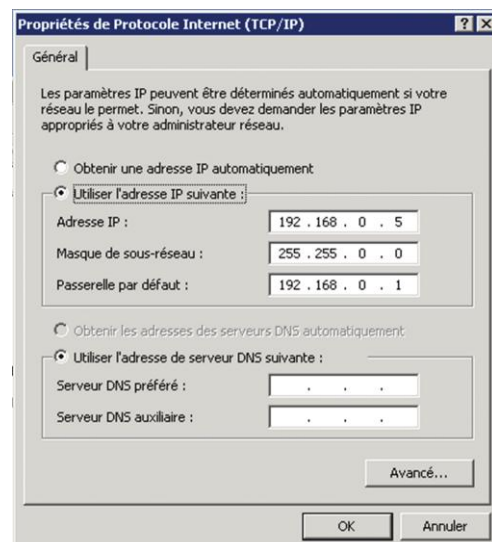 Propriétés de Protocole Internet (TCP/IP)
Général
Les paramètres IP peuvent être déterminés automatiquement si votre
réseau le permet. Sinon, vous devez demander les paramètres IP
appropriés à votre administrateur réseau.
Obtenir une adresse IP automatiquement
Utiliser l'adresse IP suivante :
Adresse IP : 192 . 168 . 0 . 5
Masque de sous-réseau : 255 . 255 . 0 . 0
Passerelle par défaut : 192 . 168 . 0 . 1
Obtenir les adresses des serveurs DNS automatiquement
Utiliser l'adresse de serveur DNS suivante :
Serveur DNS préféré : . . .
Serveur DNS auxiliaire : . . .
Avancé...
OK Annuler